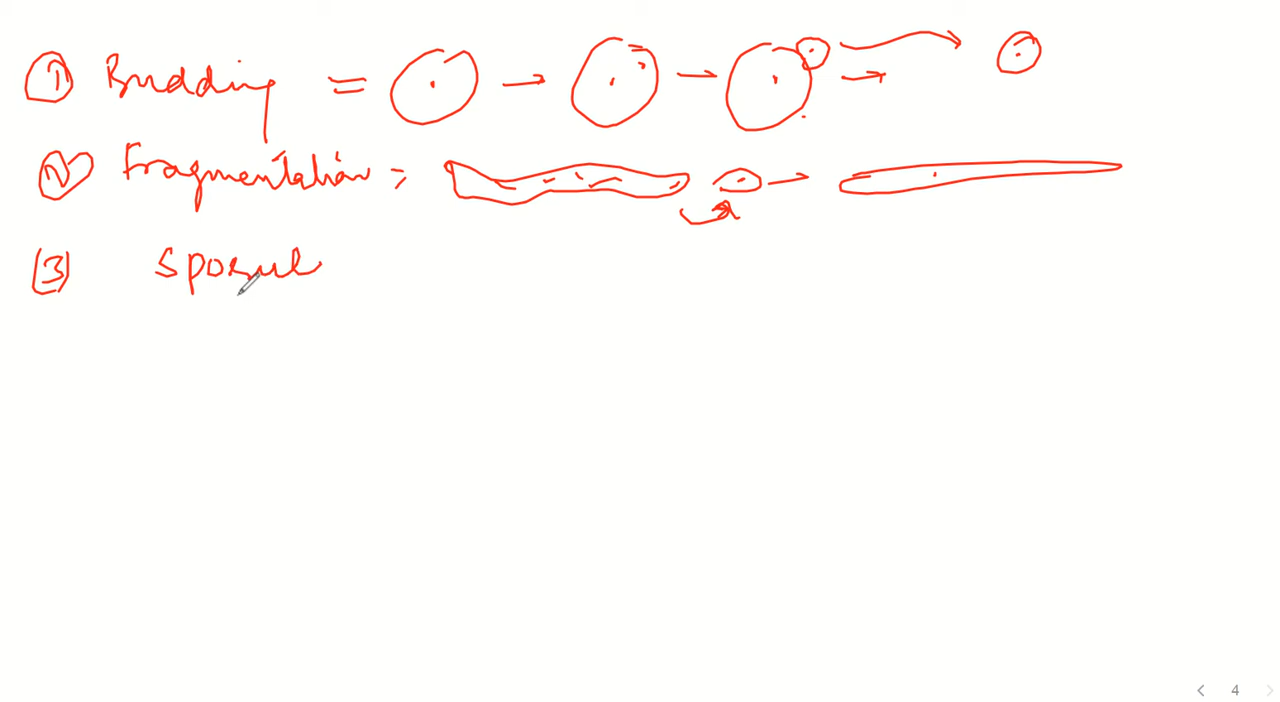 ① Budding =
② Fragmentation =
(3) Sporul
4